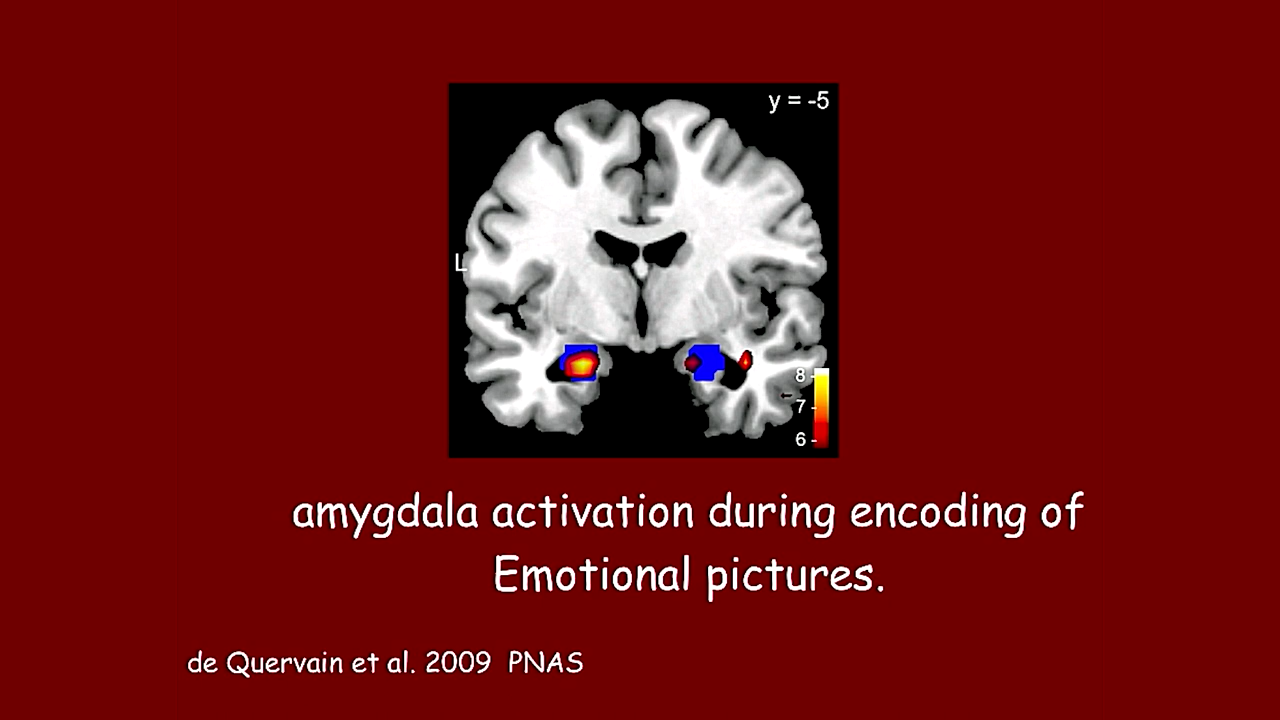 y = -5
L
8
7
6
amygdala activation during encoding of
Emotional pictures.
de Quervain et al. 2009 PNAS